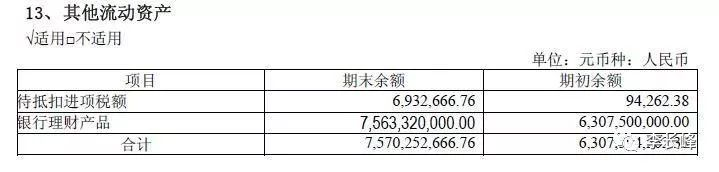 13、其他流动资产
√适用□不适用
单位：元币种：人民币
项目 期末余额 期初余额
待抵扣进项税额 6,932,666.76 94,262.38
银行理财产品 7,563,320,000.00 6,307,500,000.00
合计 7,570,252,666.76 6,307,
李长峰